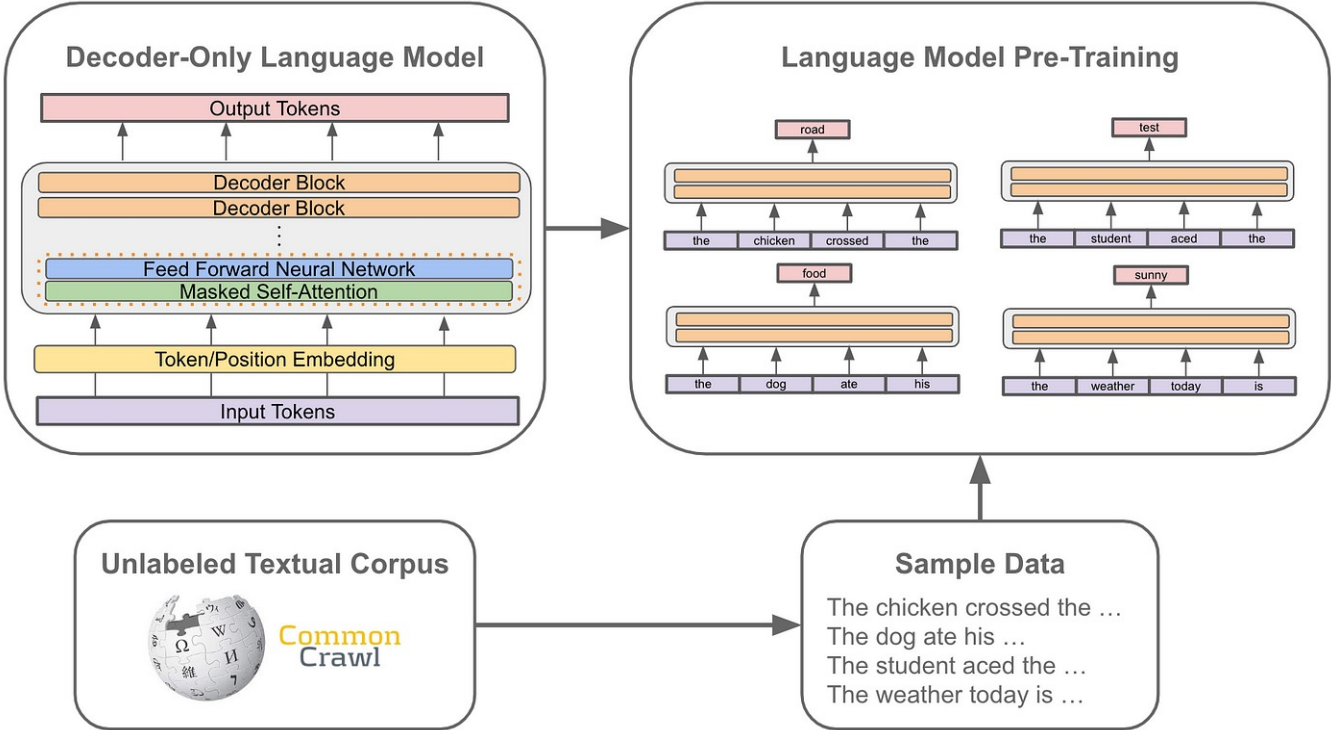 Decoder-Only Language Model
Output Tokens
Decoder Block
Decoder Block
Feed Forward Neural Network
Masked Self-Attention
Token/Position Embedding
Input Tokens
Language Model Pre-Training
road
the chicken crossed the
test
the student aced the
food
the dog ate his
sunny
the weather today is
Unlabeled Textual Corpus
Ω W И 維
Common
Crawl
Sample Data
The chicken crossed the …
The dog ate his …
The student aced the …
The weather today is …